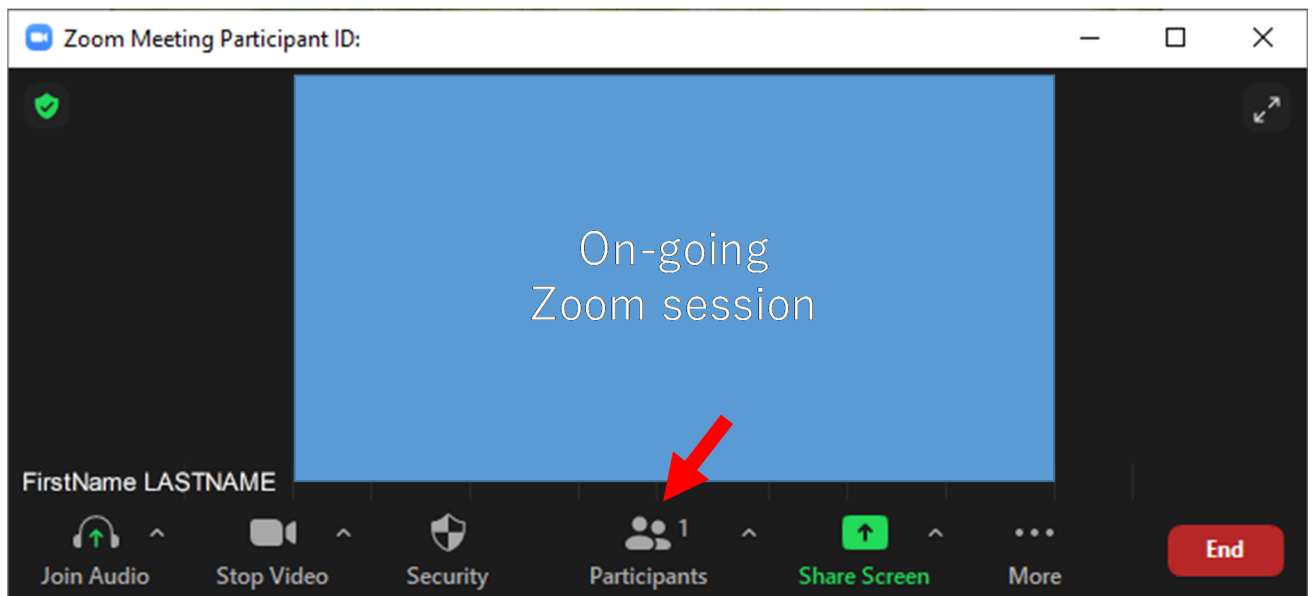 Zoom Meeting Participant ID:
On-going
Zoom session
FirstName LASTNAME
1
Join Audio Stop Video Security Participants Share Screen More End